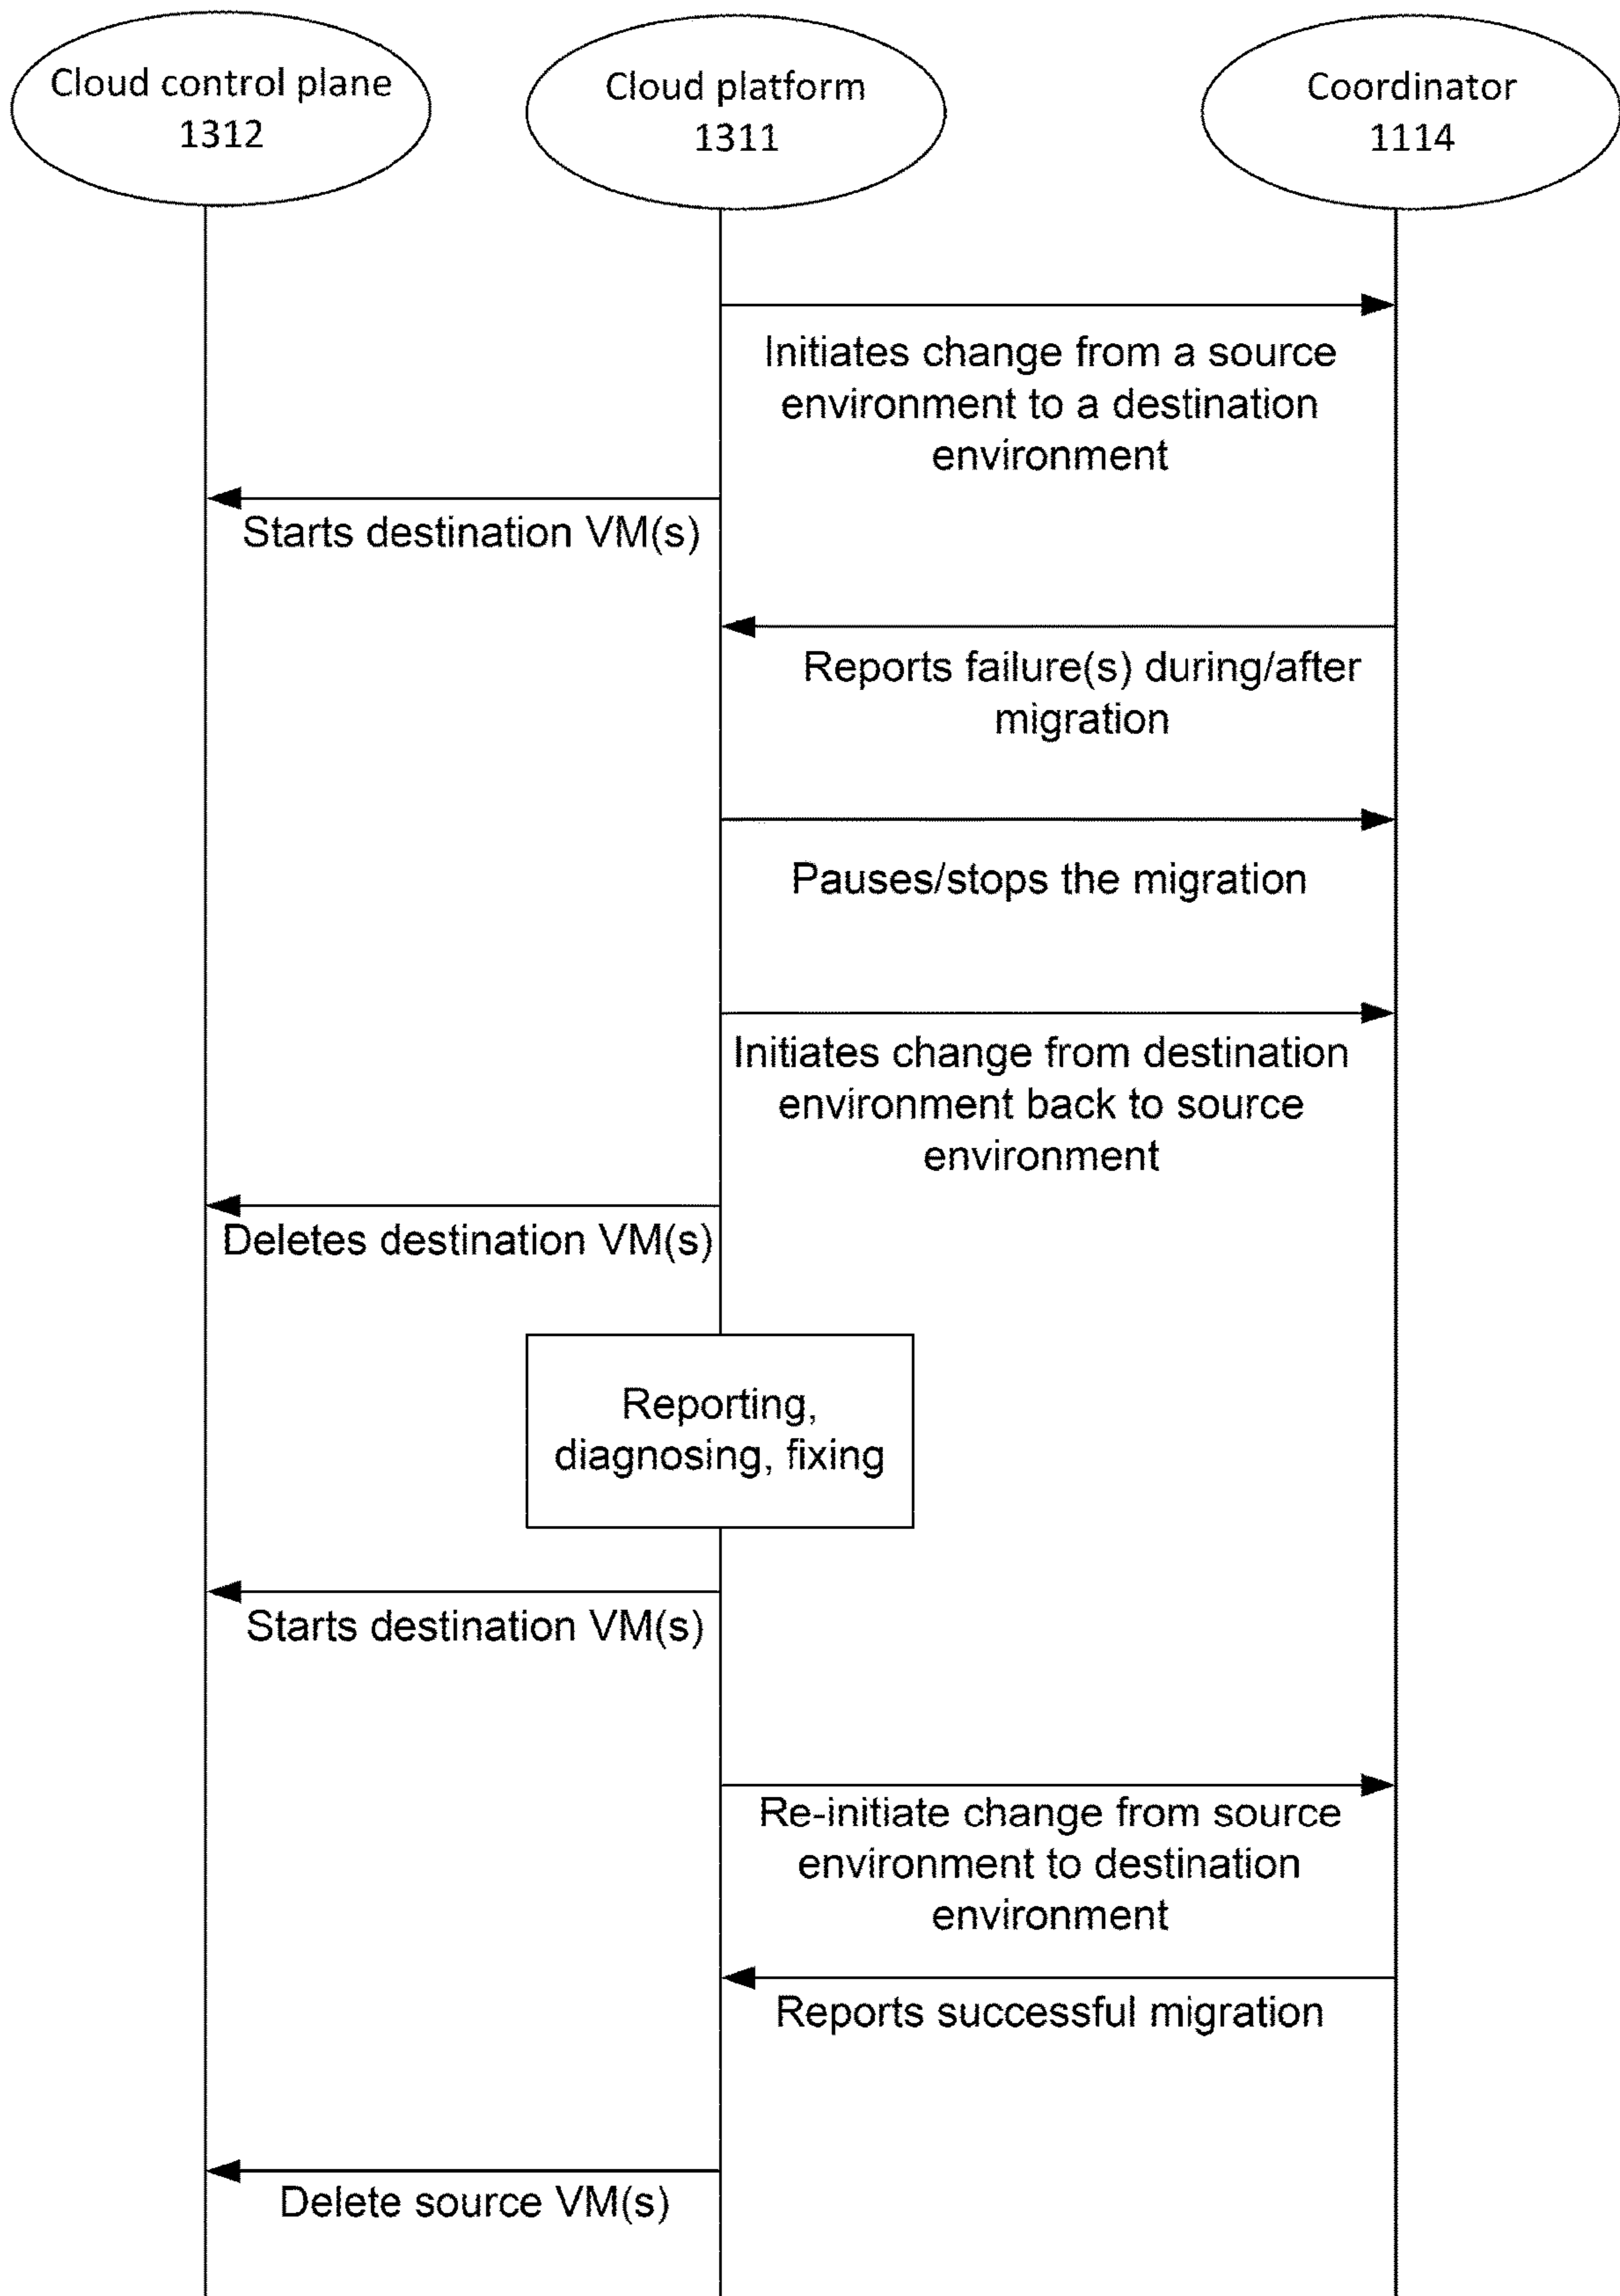 Cloud control plane
1312
Cloud platform
1311
Coordinator
1114
Initiates change from a source
environment to a destination
environment
Starts destination VM(s)
Reports failure(s) during/after
migration
Pauses/stops the migration
Initiates change from destination
environment back to source
environment
Deletes destination VM(s)
Reporting,
diagnosing, fixing
Starts destination VM(s)
Re-initiate change from source
environment to destination
environment
Reports successful migration
Delete source VM(s)